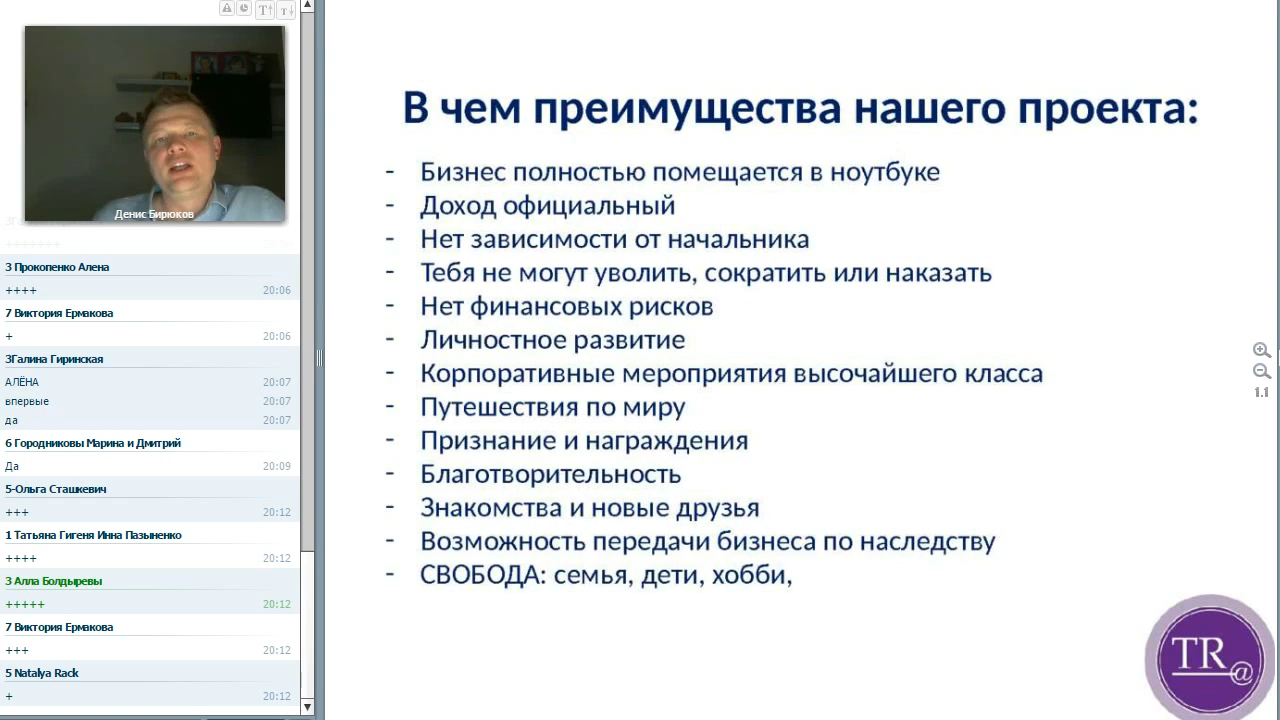 Денис Бирюков
3 Прокопенко Алена
++++ 20:06
7 Виктория Ермакова
+ 20:06
3Галина Гиринская
АЛЁНА 20:07
впервые 20:07
да 20:07
6 Городниковы Марина и Дмитрий
Да 20:09
5-Ольга Сташкевич
+++ 20:12
1 Татьяна Гигеня Инна Пазыненко
++++ 20:12
3 Алла Болдыревы
+++++ 20:12
7 Виктория Ермакова
+++ 20:12
5 Natalya Rack
+ 20:12
В чем преимущества нашего проекта:
- Бизнес полностью помещается в ноутбуке
- Доход официальный
- Нет зависимости от начальника
- Тебя не могут уволить, сократить или наказать
- Нет финансовых рисков
- Личностное развитие
- Корпоративные мероприятия высочайшего класса
- Путешествия по миру
- Признание и награждения
- Благотворительность
- Знакомства и новые друзья
- Возможность передачи бизнеса по наследству
- СВОБОДА: семья, дети, хобби,
1.1
TR@